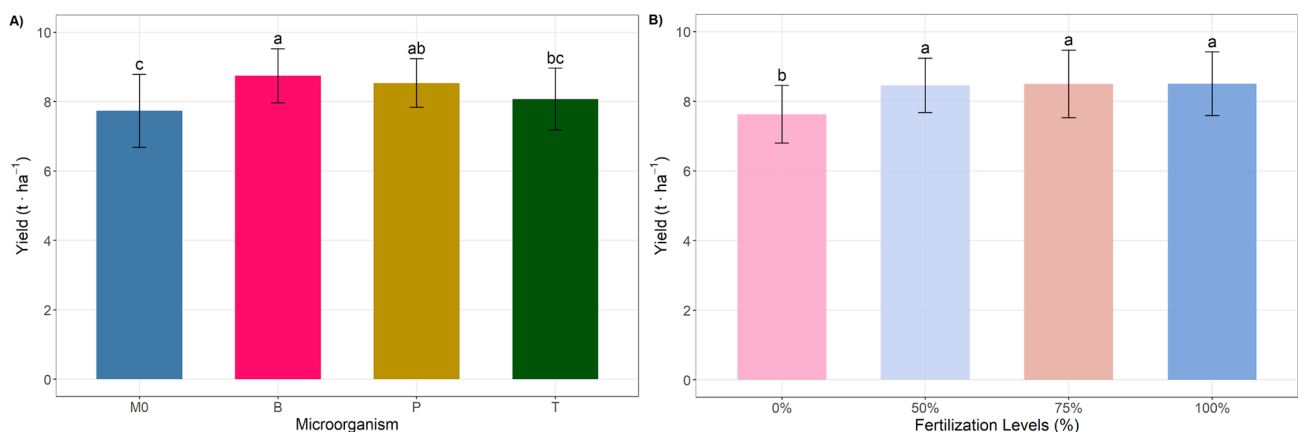 A)
Yield (t · ha⁻¹)
10
8
6
4
2
0
c
a
ab
bc
M0
B
P
T
Microorganism
B)
Yield (t · ha⁻¹)
10
8
6
4
2
0
b
a
a
a
0%
50%
75%
100%
Fertilization Levels (%)